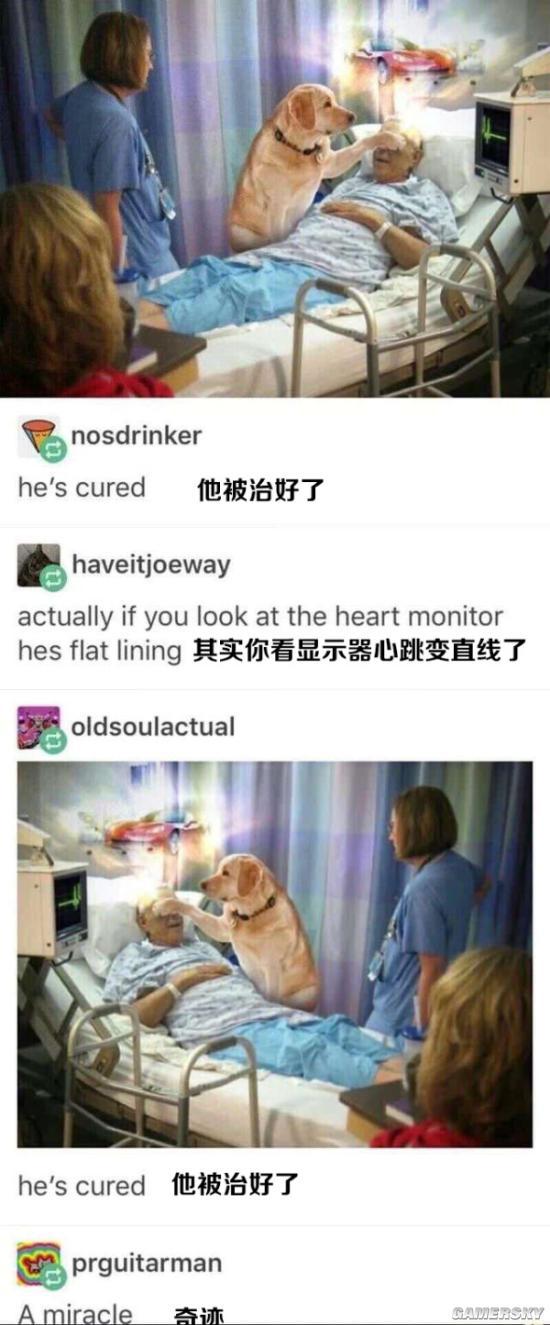 nosdrinker
he's cured 他被治好了
haveitjoeway
actually if you look at the heart monitor
hes flat lining 其实你看显示器心跳变直线了
oldsoulactual
he's cured 他被治好了
prguitarman
A miracle 奇迹
GAMERSKY